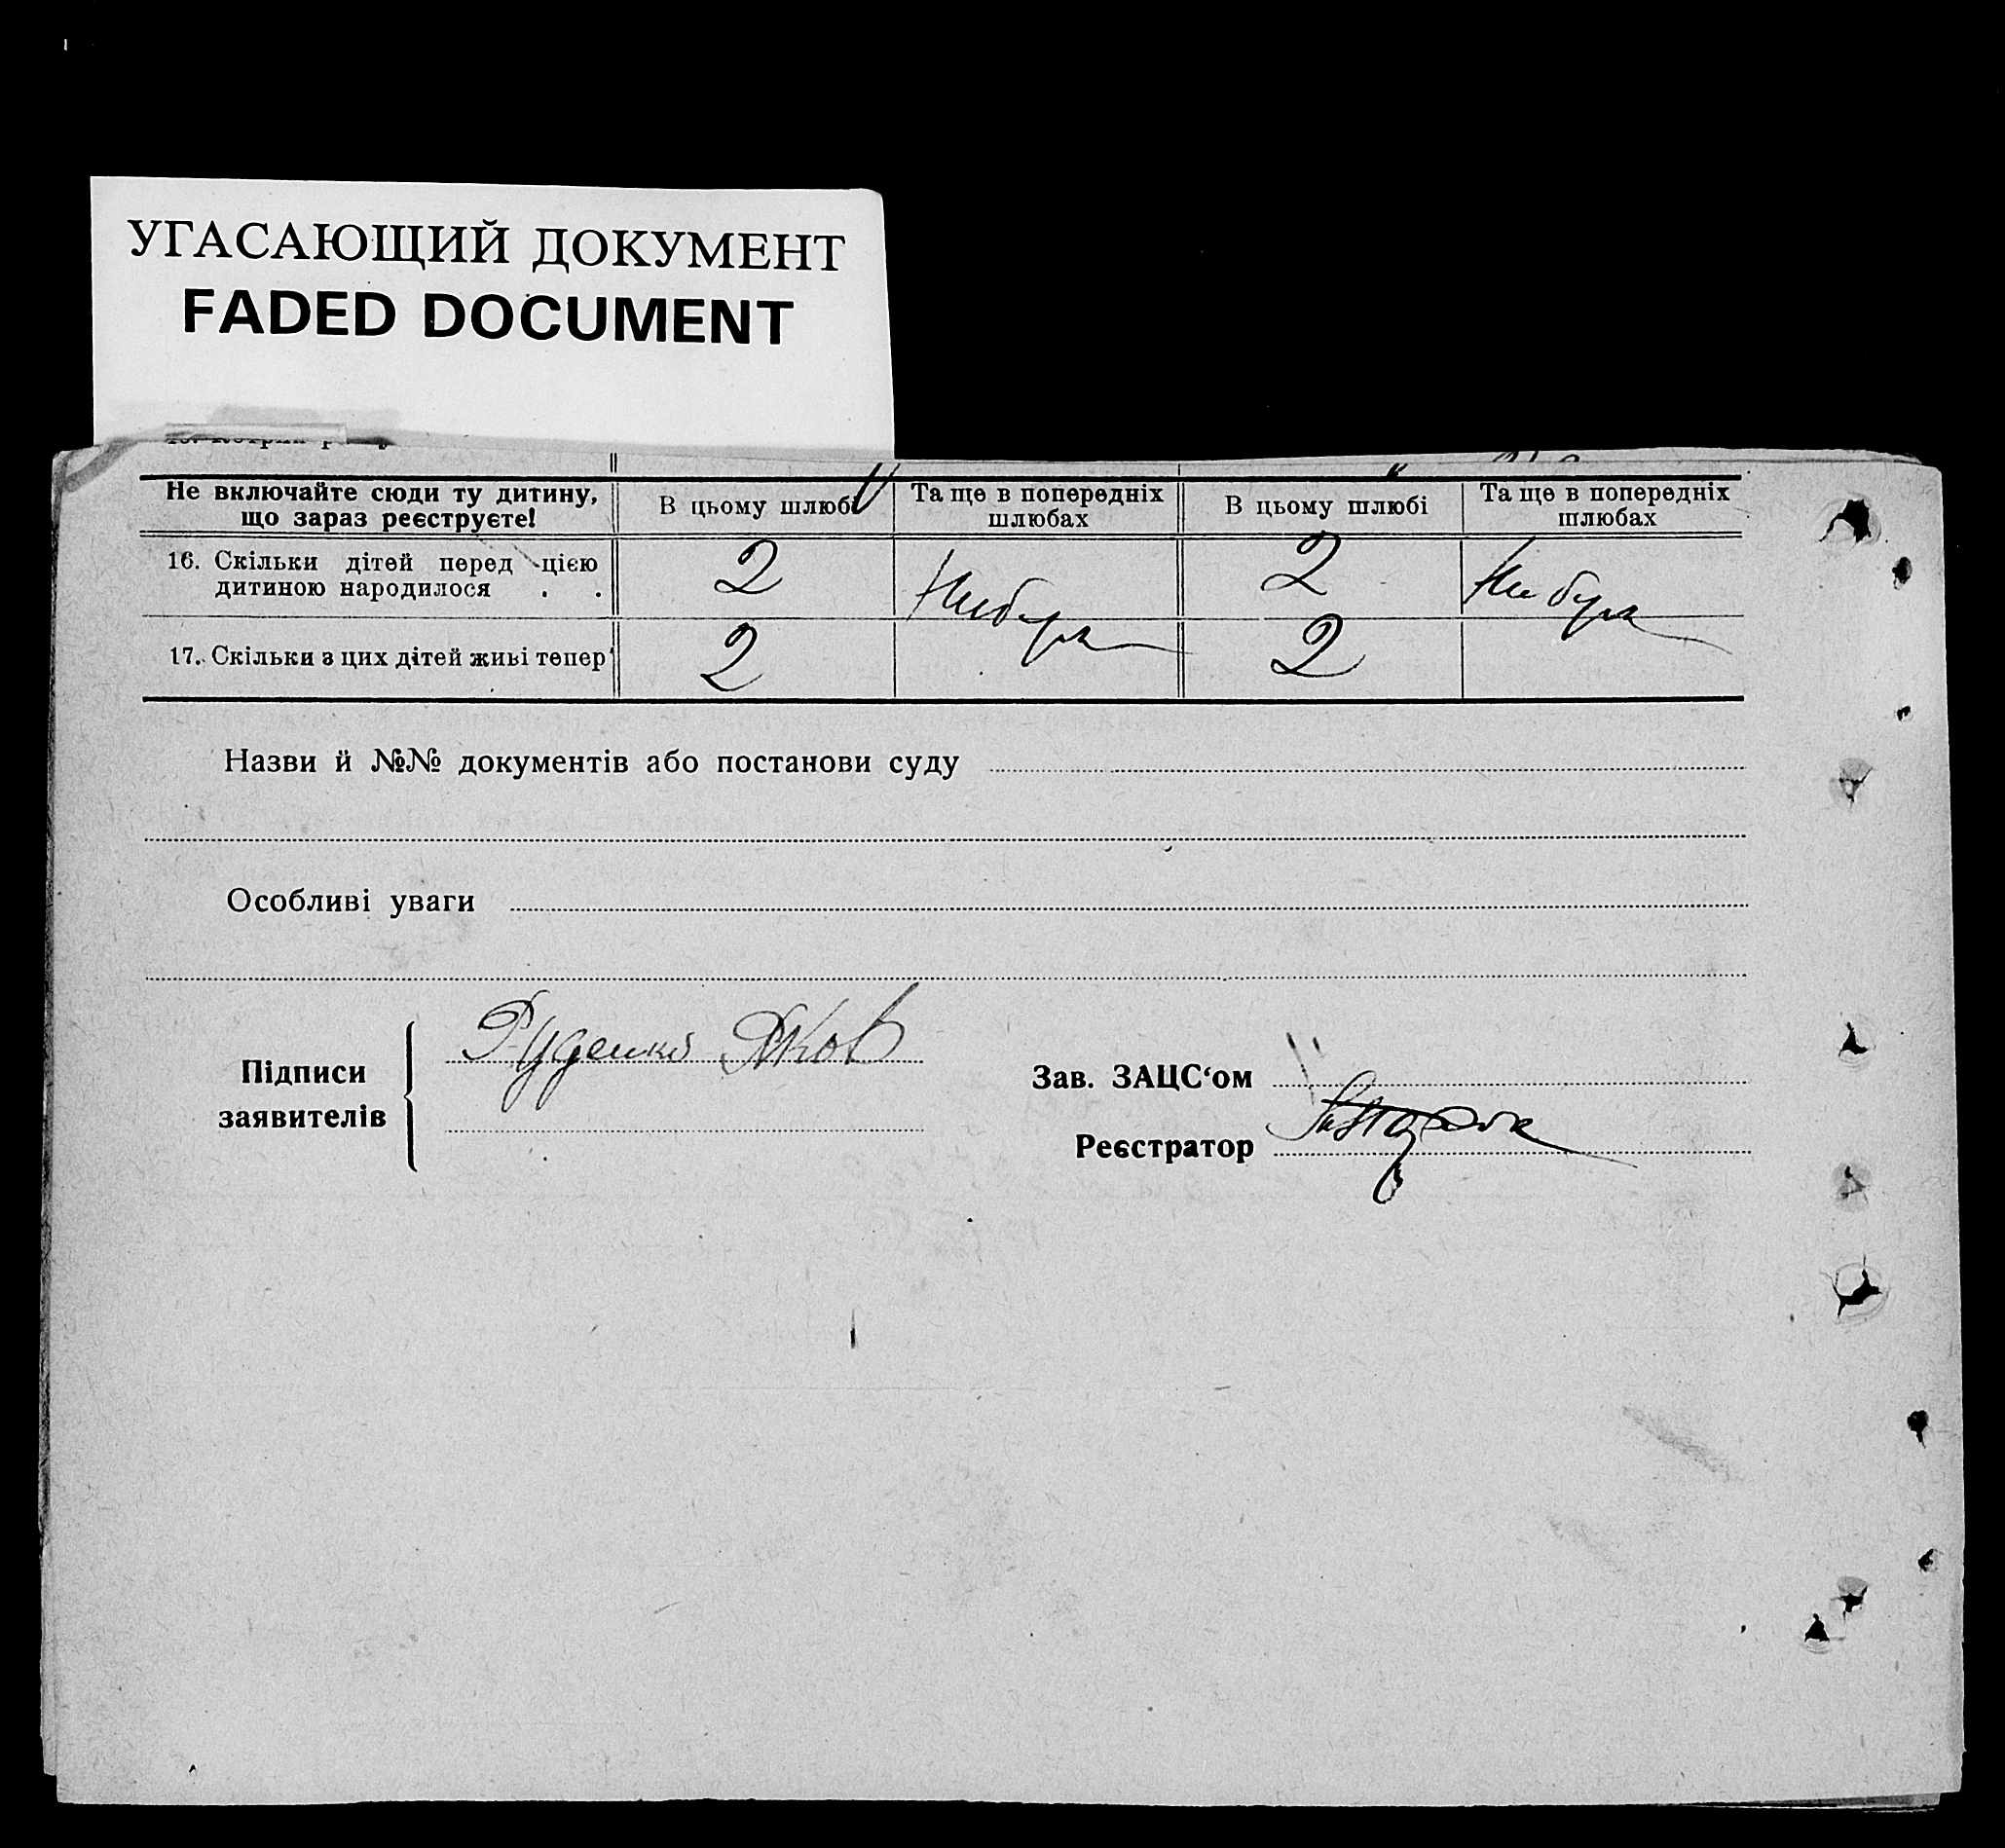 УГАСАЮЩИЙ ДОКУМЕНТ
FADED DOCUMENT
Не включайте сюди ту дитину, що зараз реєструєте!
В цьому шлюбі
Та ще в попередніх шлюбах
В цьому шлюбі
Та ще в попередніх шлюбах
16. Скільки дітей перед цією
дитиною народилося . .
2
Не був
2
Не була
17. Скільки з цих дітей живі тепер
2
2
Назви й №№ документів або постанови суду
Особливі уваги
Підписи заявителів
Руденко Яков
Зав. ЗАЦС‘ом
Реєстратор